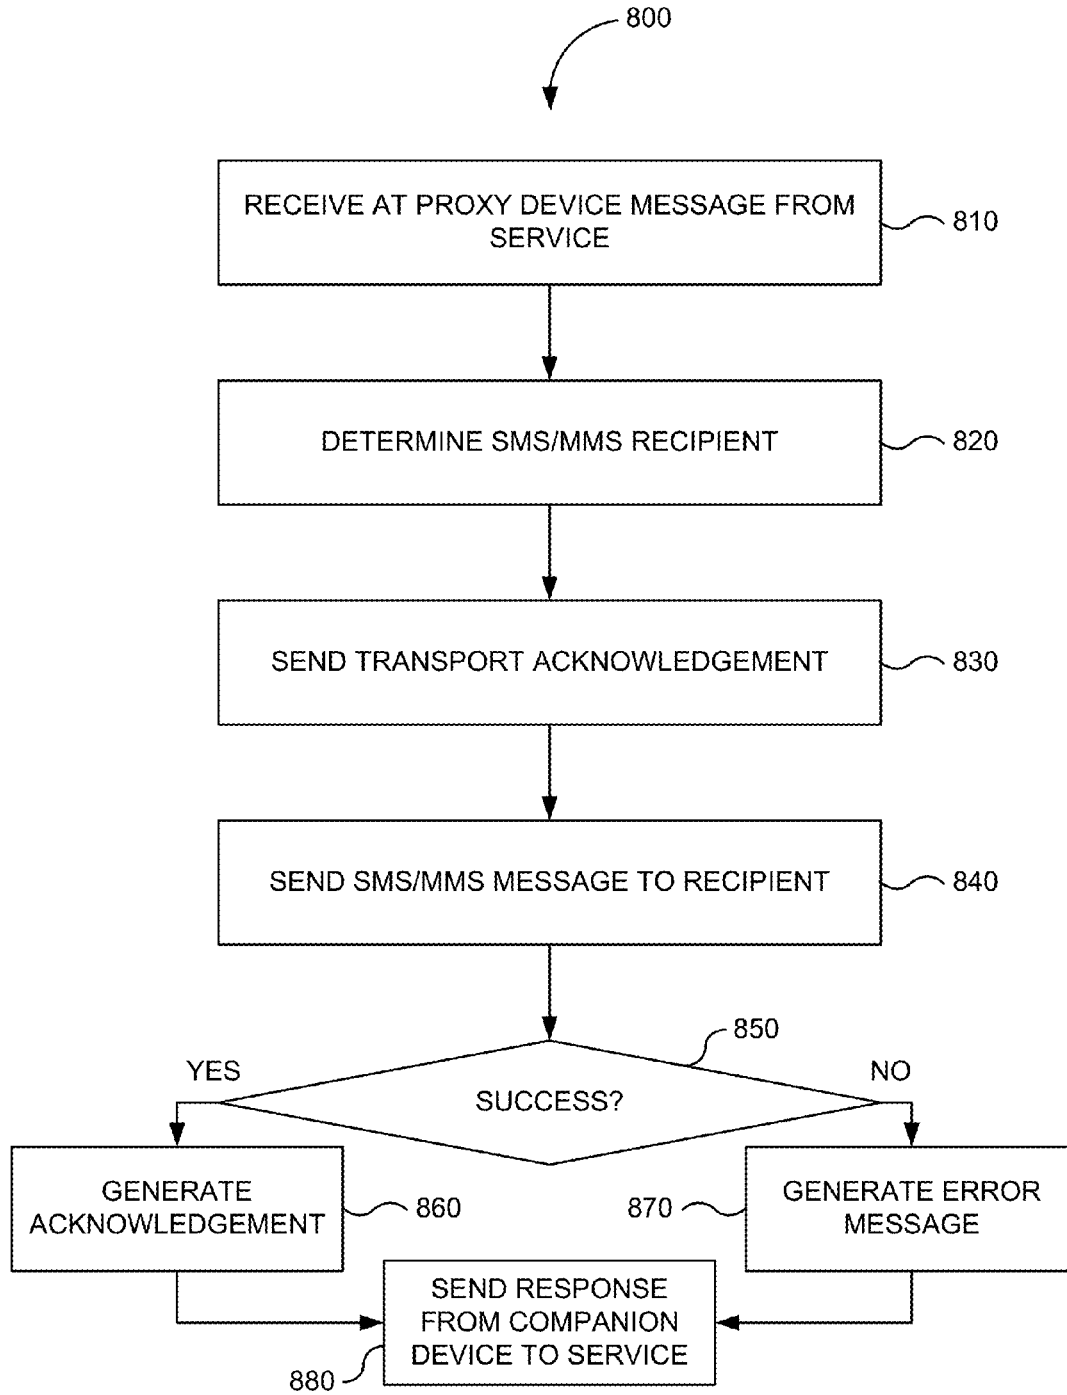 800
RECEIVE AT PROXY DEVICE MESSAGE FROM
SERVICE
810
DETERMINE SMS/MMS RECIPIENT
820
SEND TRANSPORT ACKNOWLEDGEMENT
830
SEND SMS/MMS MESSAGE TO RECIPIENT
840
850
YES
NO
SUCCESS?
GENERATE
ACKNOWLEDGEMENT
860
870
GENERATE ERROR
MESSAGE
SEND RESPONSE
FROM COMPANION
DEVICE TO SERVICE
880